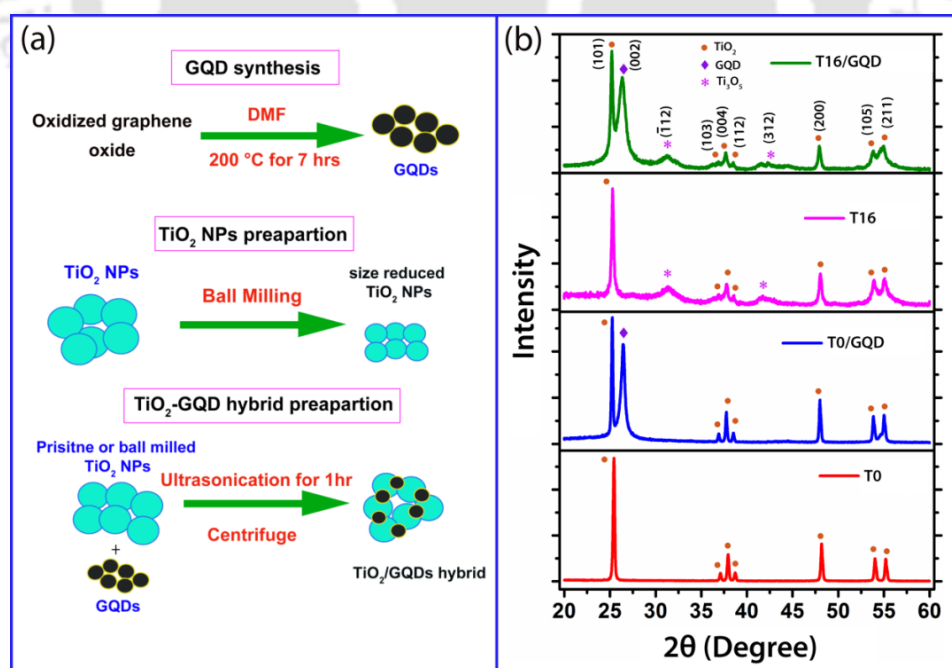 (a)
GQD synthesis
Oxidized graphene
oxide
DMF
200 °C for 7 hrs
GQDs
TiO₂ NPs preapartion
TiO₂ NPs
Ball Milling
size reduced
TiO₂ NPs
TiO₂-GQD hybrid preapartion
Prisitne or ball milled
TiO₂ NPs
+
GQDs
Ultrasonication for 1hr
Centrifuge
TiO₂/GQDs hybrid
(b)
TiO₂
GQD
Ti₃O₅
T16/GQD
(101)
(002)
(1̄12)
(103)
(004)
(112)
(312)
(200)
(105)
(211)
T16
T0/GQD
T0
Intensity
20 25 30 35 40 45 50 55 60
2θ (Degree)